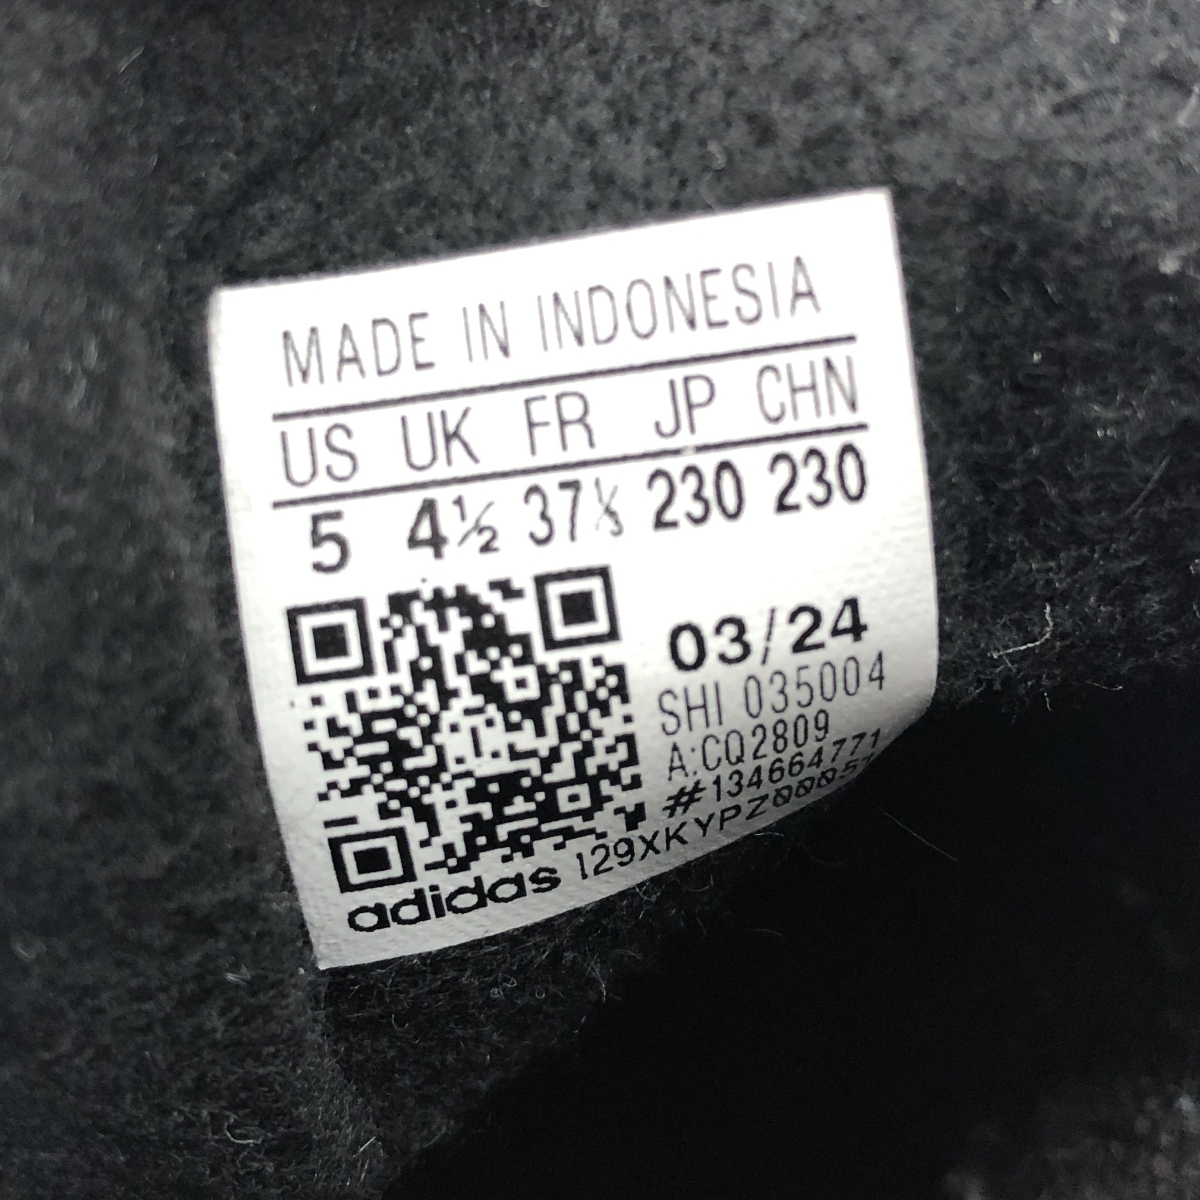 MADE IN INDONESIA
US UK FR JP CHN
5 4½ 37⅓ 230 230
03/24
SHI 035004
A:CQ2809
#134664771
adidas 129XKYPZ00057